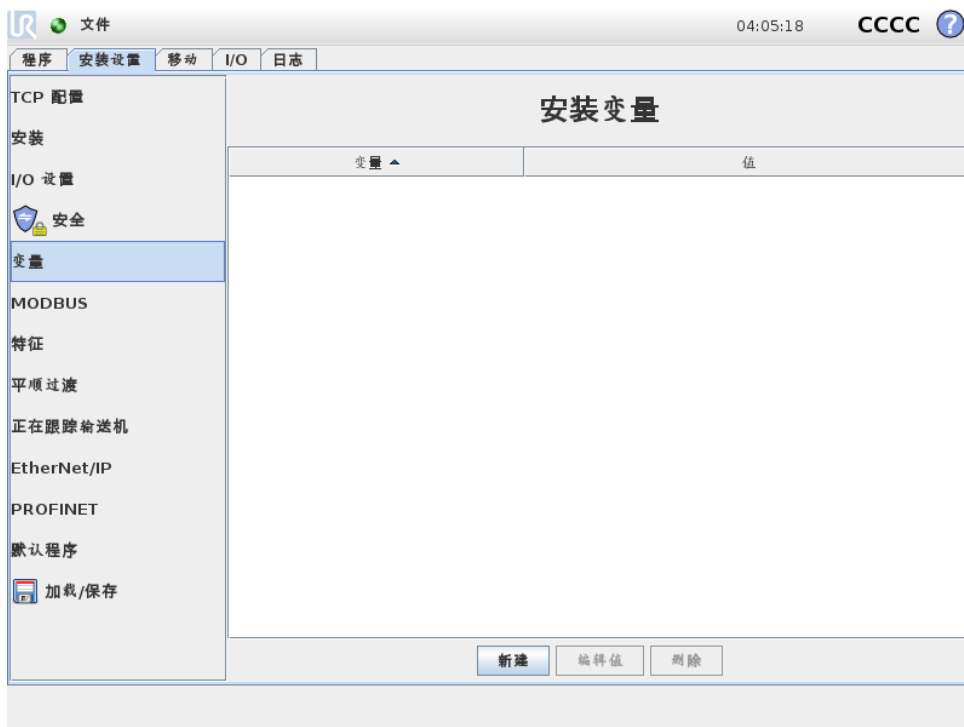 UR 文件 04:05:18 CCCC ?
程序 安装设置 移动 I/O 日志
TCP 配置
安装
I/O 设置
安全
变量
MODBUS
特征
平顺过渡
正在跟踪输送机
EtherNet/IP
PROFINET
默认程序
加载/保存
安装变量
变量 值
新建 编辑值 删除